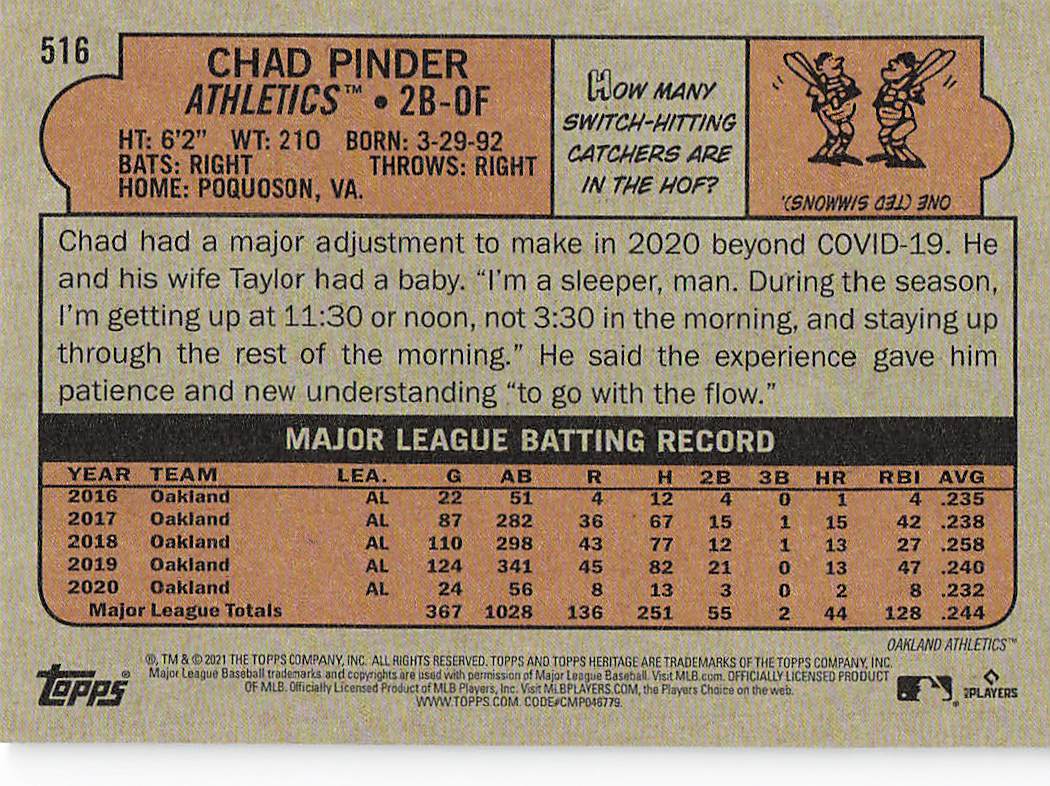 516
CHAD PINDER
ATHLETICS™ • 2B-OF
HT: 6'2" WT: 210 BORN: 3-29-92
BATS: RIGHT THROWS: RIGHT
HOME: POQUOSON, VA.
HOW MANY
SWITCH-HITTING
CATCHERS ARE
IN THE HOF?
ONE (TED SIMMONS).
Chad had a major adjustment to make in 2020 beyond COVID-19. He
and his wife Taylor had a baby. “I’m a sleeper, man. During the season,
I’m getting up at 11:30 or noon, not 3:30 in the morning, and staying up
through the rest of the morning.” He said the experience gave him
patience and new understanding “to go with the flow.”
MAJOR LEAGUE BATTING RECORD
YEAR TEAM LEA. G AB R H 2B 3B HR RBI AVG
2016 Oakland AL 22 51 4 12 4 0 1 4 .235
2017 Oakland AL 87 282 36 67 15 1 15 42 .238
2018 Oakland AL 110 298 43 77 12 1 13 27 .258
2019 Oakland AL 124 341 45 82 21 0 13 47 .240
2020 Oakland AL 24 56 8 13 3 0 2 8 .232
Major League Totals 367 1028 136 251 55 2 44 128 .244
OAKLAND ATHLETICS™
®, TM & © 2021 THE TOPPS COMPANY, INC. ALL RIGHTS RESERVED. TOPPS AND TOPPS HERITAGE ARE TRADEMARKS OF THE TOPPS COMPANY, INC.
Major League Baseball trademarks and copyrights are used with permission of Major League Baseball. Visit MLB.com. OFFICIALLY LICENSED PRODUCT
OF MLB. Officially Licensed Product of MLB Players, Inc. Visit MLBPLAYERS.COM, the Players Choice on the web.
WWW.TOPPS.COM. CODE#CMP046779.
Topps®
PLAYERS